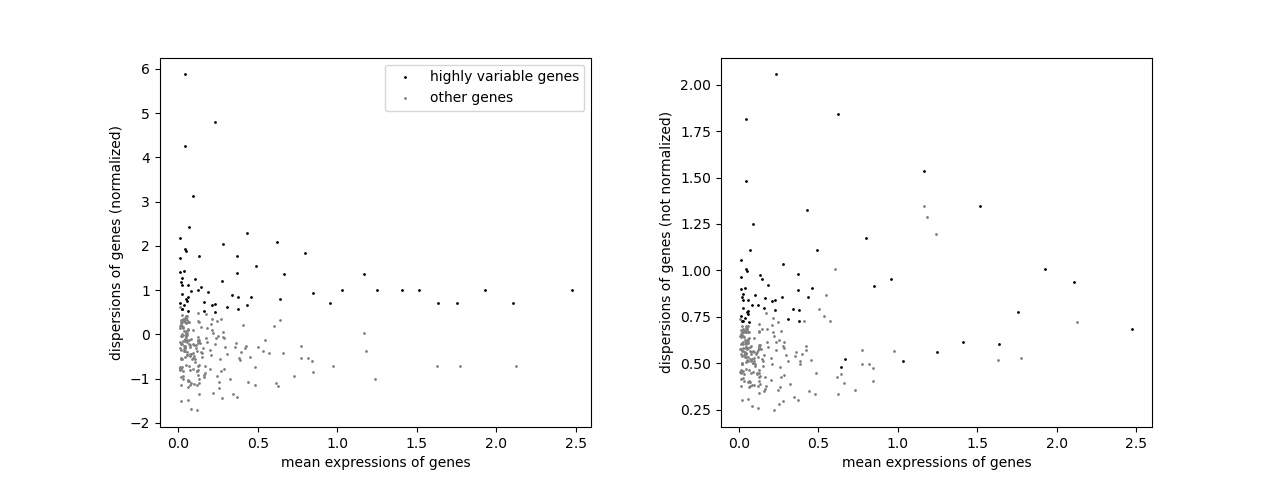 highly variable genes
other genes
dispersions of genes (normalized)
6
5
4
3
2
1
0
−1
−2
0.0 0.5 1.0 1.5 2.0 2.5
mean expressions of genes
dispersions of genes (not normalized)
2.00
1.75
1.50
1.25
1.00
0.75
0.50
0.25
0.0 0.5 1.0 1.5 2.0 2.5
mean expressions of genes